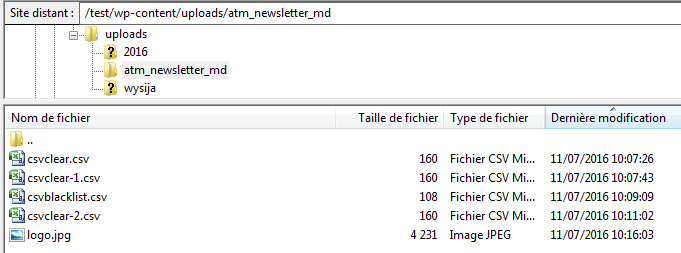 Site distant : /test/wp-content/uploads/atm_newsletter_md
uploads
2016
atm_newsletter_md
wysija
Nom de fichier Taille de fichier Type de fichier Dernière modification
..
csvclear.csv 160 Fichier CSV Mi... 11/07/2016 10:07:26
csvclear-1.csv 160 Fichier CSV Mi... 11/07/2016 10:07:43
csvblacklist.csv 108 Fichier CSV Mi... 11/07/2016 10:09:09
csvclear-2.csv 160 Fichier CSV Mi... 11/07/2016 10:11:02
logo.jpg 4 231 Image JPEG 11/07/2016 10:16:03